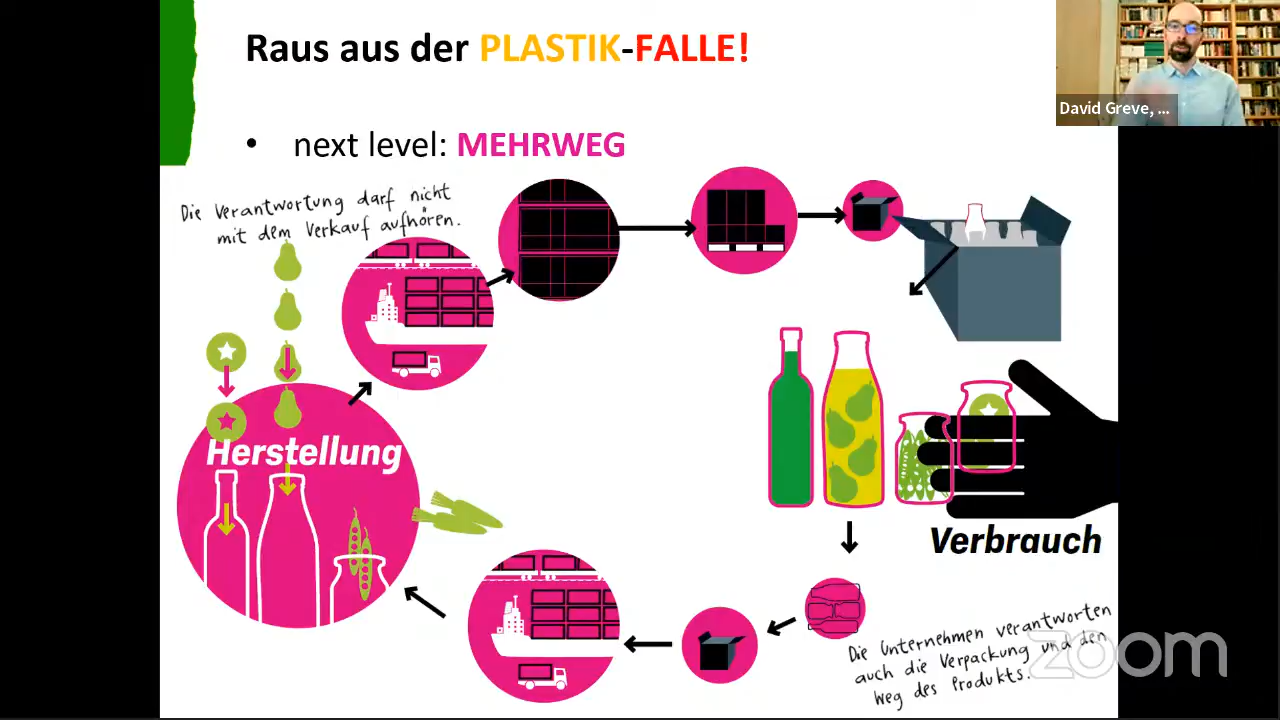 Raus aus der PLASTIK-FALLE!
David Greve, ...
• next level: MEHRWEG
Die Verantwortung darf nicht
mit dem Verkauf aufhören.
Herstellung
Verbrauch
Die Unternehmen verantworten
auch die Verpackung und den
Weg des Produkts.
zoom